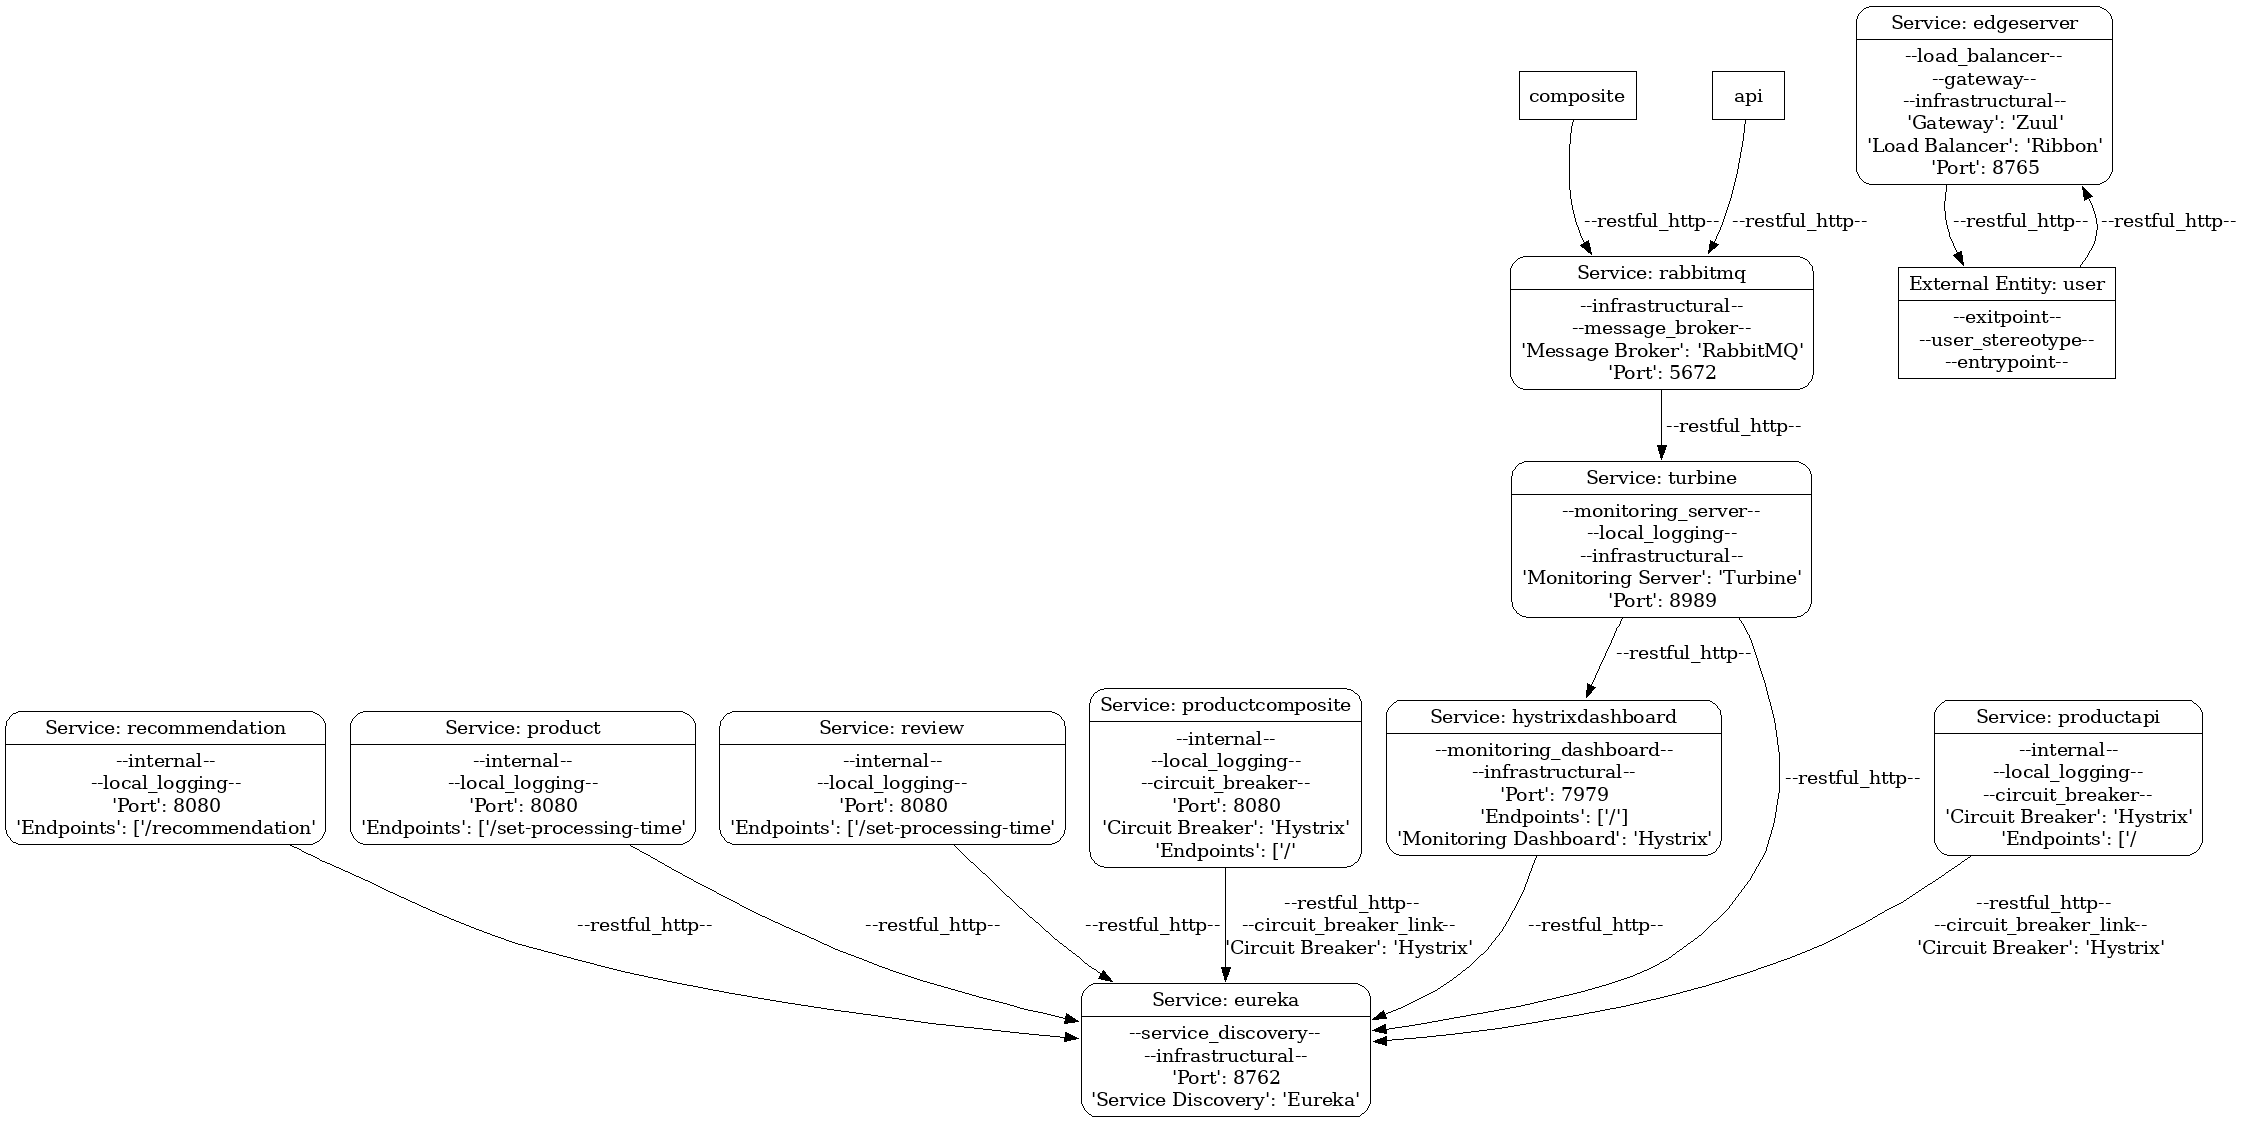 Service: edgeserver
--load_balancer--
--gateway--
--infrastructural--
'Gateway': 'Zuul'
'Load Balancer': 'Ribbon'
'Port': 8765
composite
api
--restful_http--
--restful_http--
--restful_http--
--restful_http--
Service: rabbitmq
--infrastructural--
--message_broker--
'Message Broker': 'RabbitMQ'
'Port': 5672
External Entity: user
--exitpoint--
--user_stereotype--
--entrypoint--
--restful_http--
Service: turbine
--monitoring_server--
--local_logging--
--infrastructural--
'Monitoring Server': 'Turbine'
'Port': 8989
--restful_http--
--restful_http--
Service: recommendation
--internal--
--local_logging--
'Port': 8080
'Endpoints': ['/recommendation'
Service: product
--internal--
--local_logging--
'Port': 8080
'Endpoints': ['/set-processing-time'
Service: review
--internal--
--local_logging--
'Port': 8080
'Endpoints': ['/set-processing-time'
Service: productcomposite
--internal--
--local_logging--
--circuit_breaker--
'Port': 8080
'Circuit Breaker': 'Hystrix'
'Endpoints': ['/'
Service: hystrixdashboard
--monitoring_dashboard--
--infrastructural--
'Port': 7979
'Endpoints': ['/']
'Monitoring Dashboard': 'Hystrix'
Service: productapi
--internal--
--local_logging--
--circuit_breaker--
'Circuit Breaker': 'Hystrix'
'Endpoints': ['/
--restful_http--
--restful_http--
--restful_http--
--restful_http--
--circuit_breaker_link--
'Circuit Breaker': 'Hystrix'
--restful_http--
--restful_http--
--circuit_breaker_link--
'Circuit Breaker': 'Hystrix'
Service: eureka
--service_discovery--
--infrastructural--
'Port': 8762
'Service Discovery': 'Eureka'